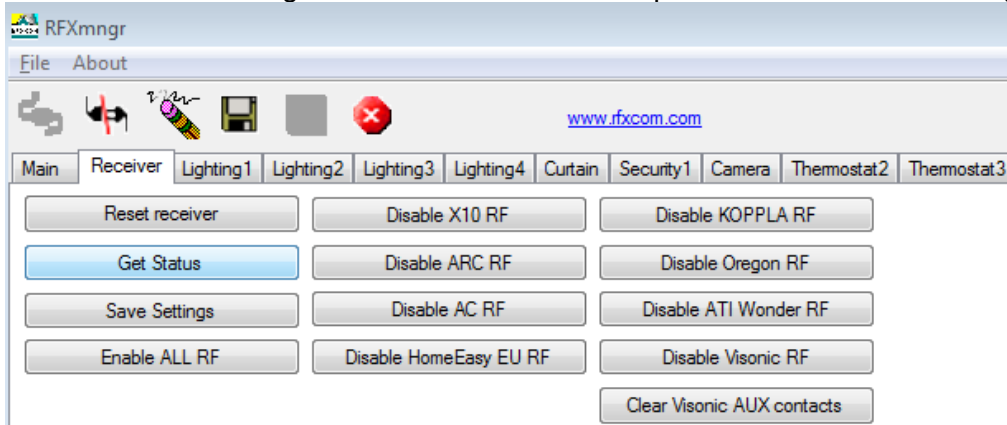 RFXmngr
File About
www.rfxcom.com
Main Receiver Lighting1 Lighting2 Lighting3 Lighting4 Curtain Security1 Camera Thermostat2 Thermostat3
Reset receiver Disable X10 RF Disable KOPPLA RF
Get Status Disable ARC RF Disable Oregon RF
Save Settings Disable AC RF Disable ATI Wonder RF
Enable ALL RF Disable HomeEasy EU RF Disable Visonic RF
Clear Visonic AUX contacts